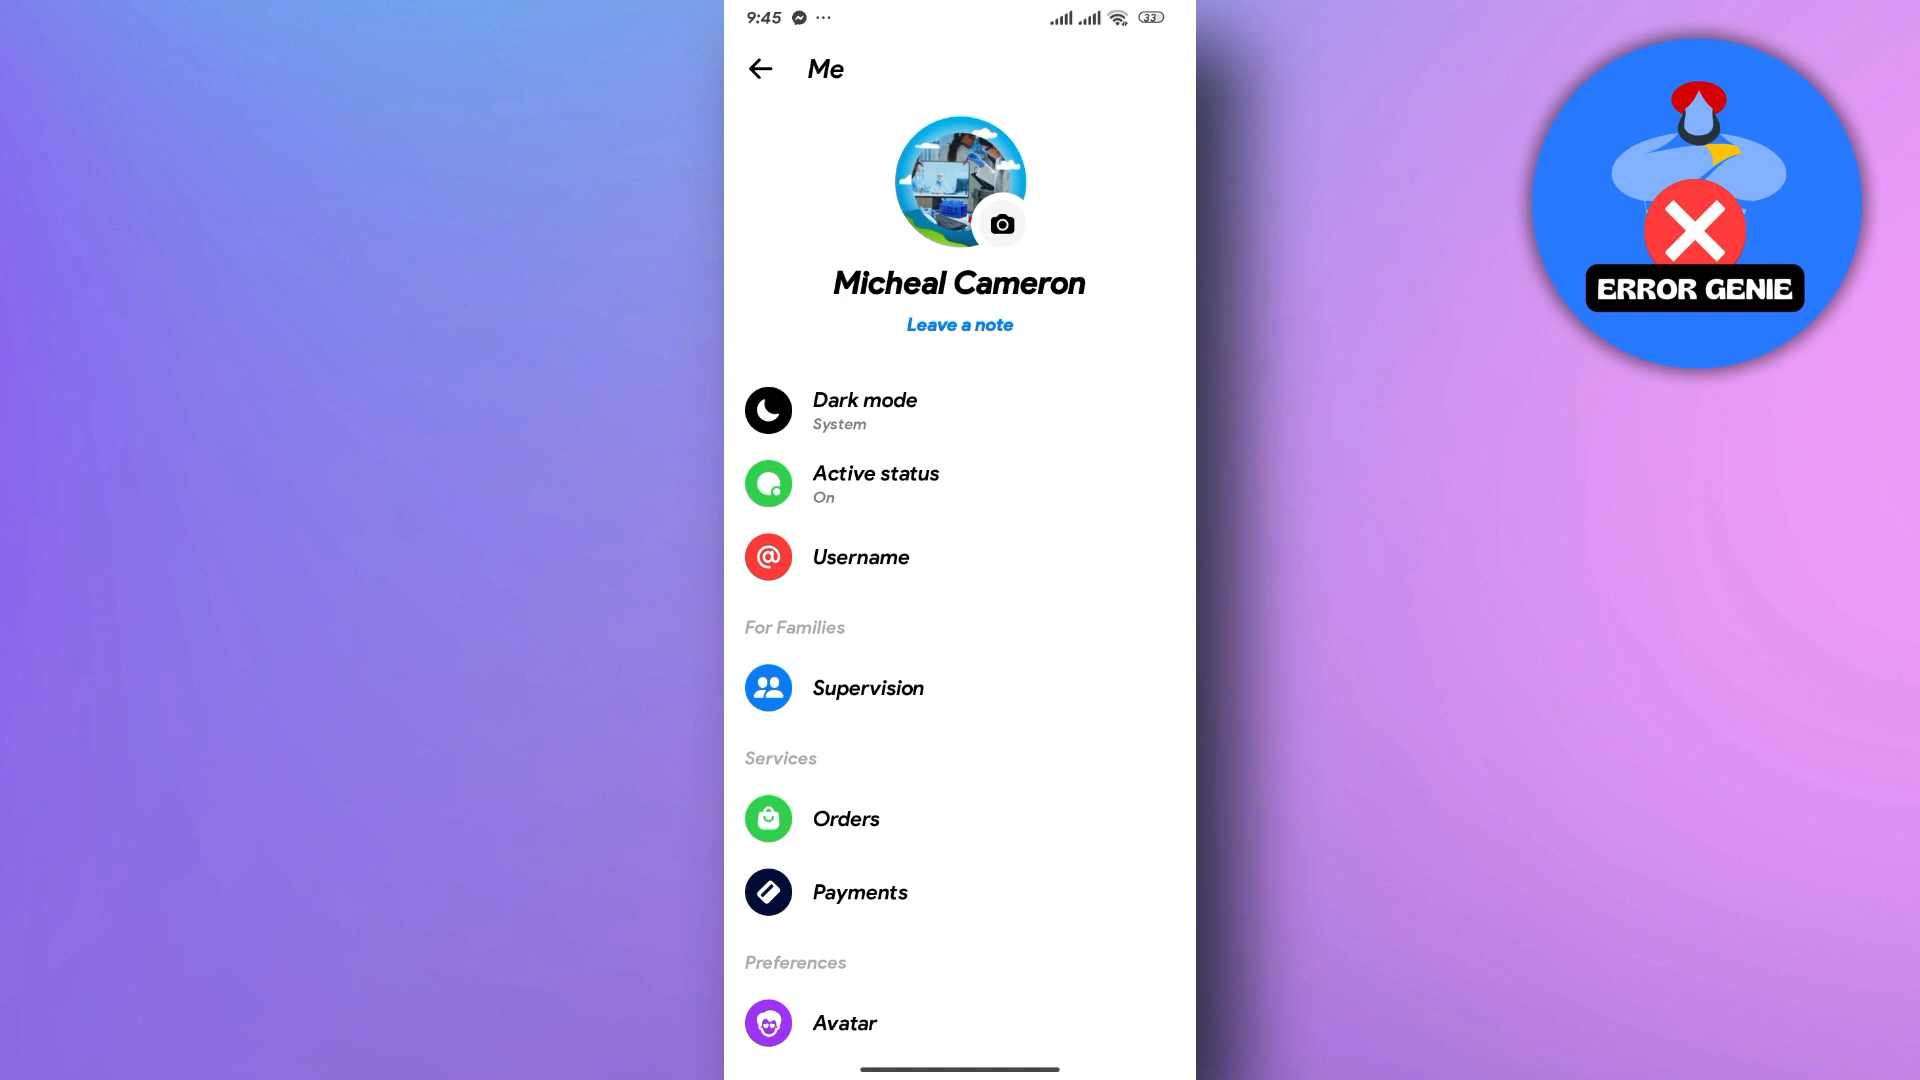 9:45 ... 33
Me
Micheal Cameron
Leave a note
Dark mode
System
Active status
On
@ Username
For Families
Supervision
Services
Orders
Payments
Preferences
Avatar
ERROR GENIE